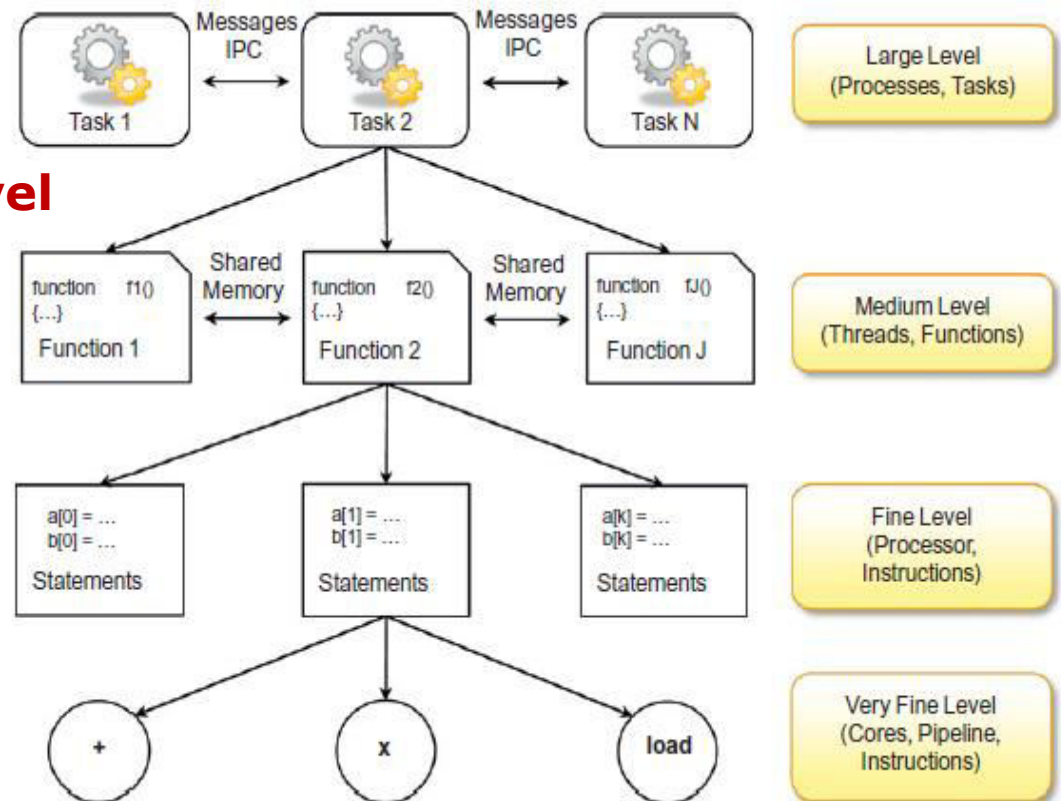 Messages
IPC
Messages
IPC
Task 1
Task 2
Task N
Large Level
(Processes, Tasks)
vel
Shared
Memory
Shared
Memory
function f1()
{...}
Function 1
function f2()
{...}
Function 2
function fJ()
{...}
Function J
Medium Level
(Threads, Functions)
a[0] = ...
b[0] = ...
Statements
a[1] = ...
b[1] = ...
Statements
a[k] = ...
b[k] = ...
Statements
Fine Level
(Processor,
Instructions)
+
x
load
Very Fine Level
(Cores, Pipeline,
Instructions)